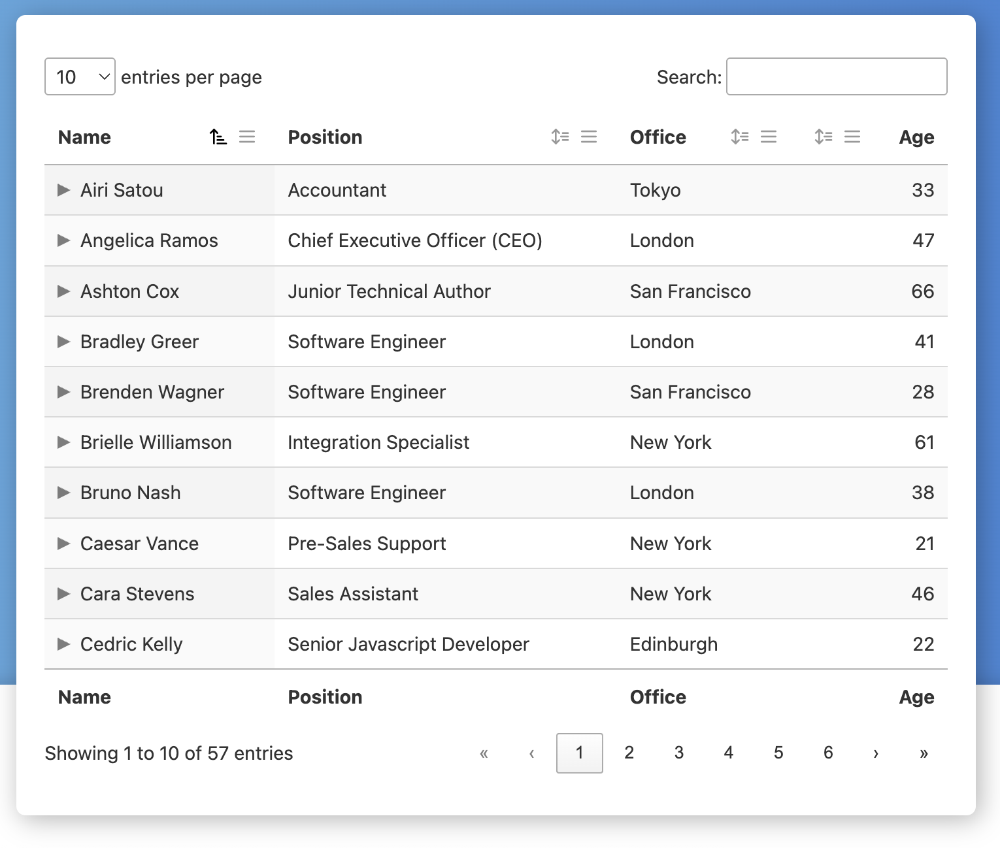 10 entries per page Search:
Name Position Office Age
Airi Satou Accountant Tokyo 33
Angelica Ramos Chief Executive Officer (CEO) London 47
Ashton Cox Junior Technical Author San Francisco 66
Bradley Greer Software Engineer London 41
Brenden Wagner Software Engineer San Francisco 28
Brielle Williamson Integration Specialist New York 61
Bruno Nash Software Engineer London 38
Caesar Vance Pre-Sales Support New York 21
Cara Stevens Sales Assistant New York 46
Cedric Kelly Senior Javascript Developer Edinburgh 22
Name Position Office Age
Showing 1 to 10 of 57 entries « ‹ 1 2 3 4 5 6 › »